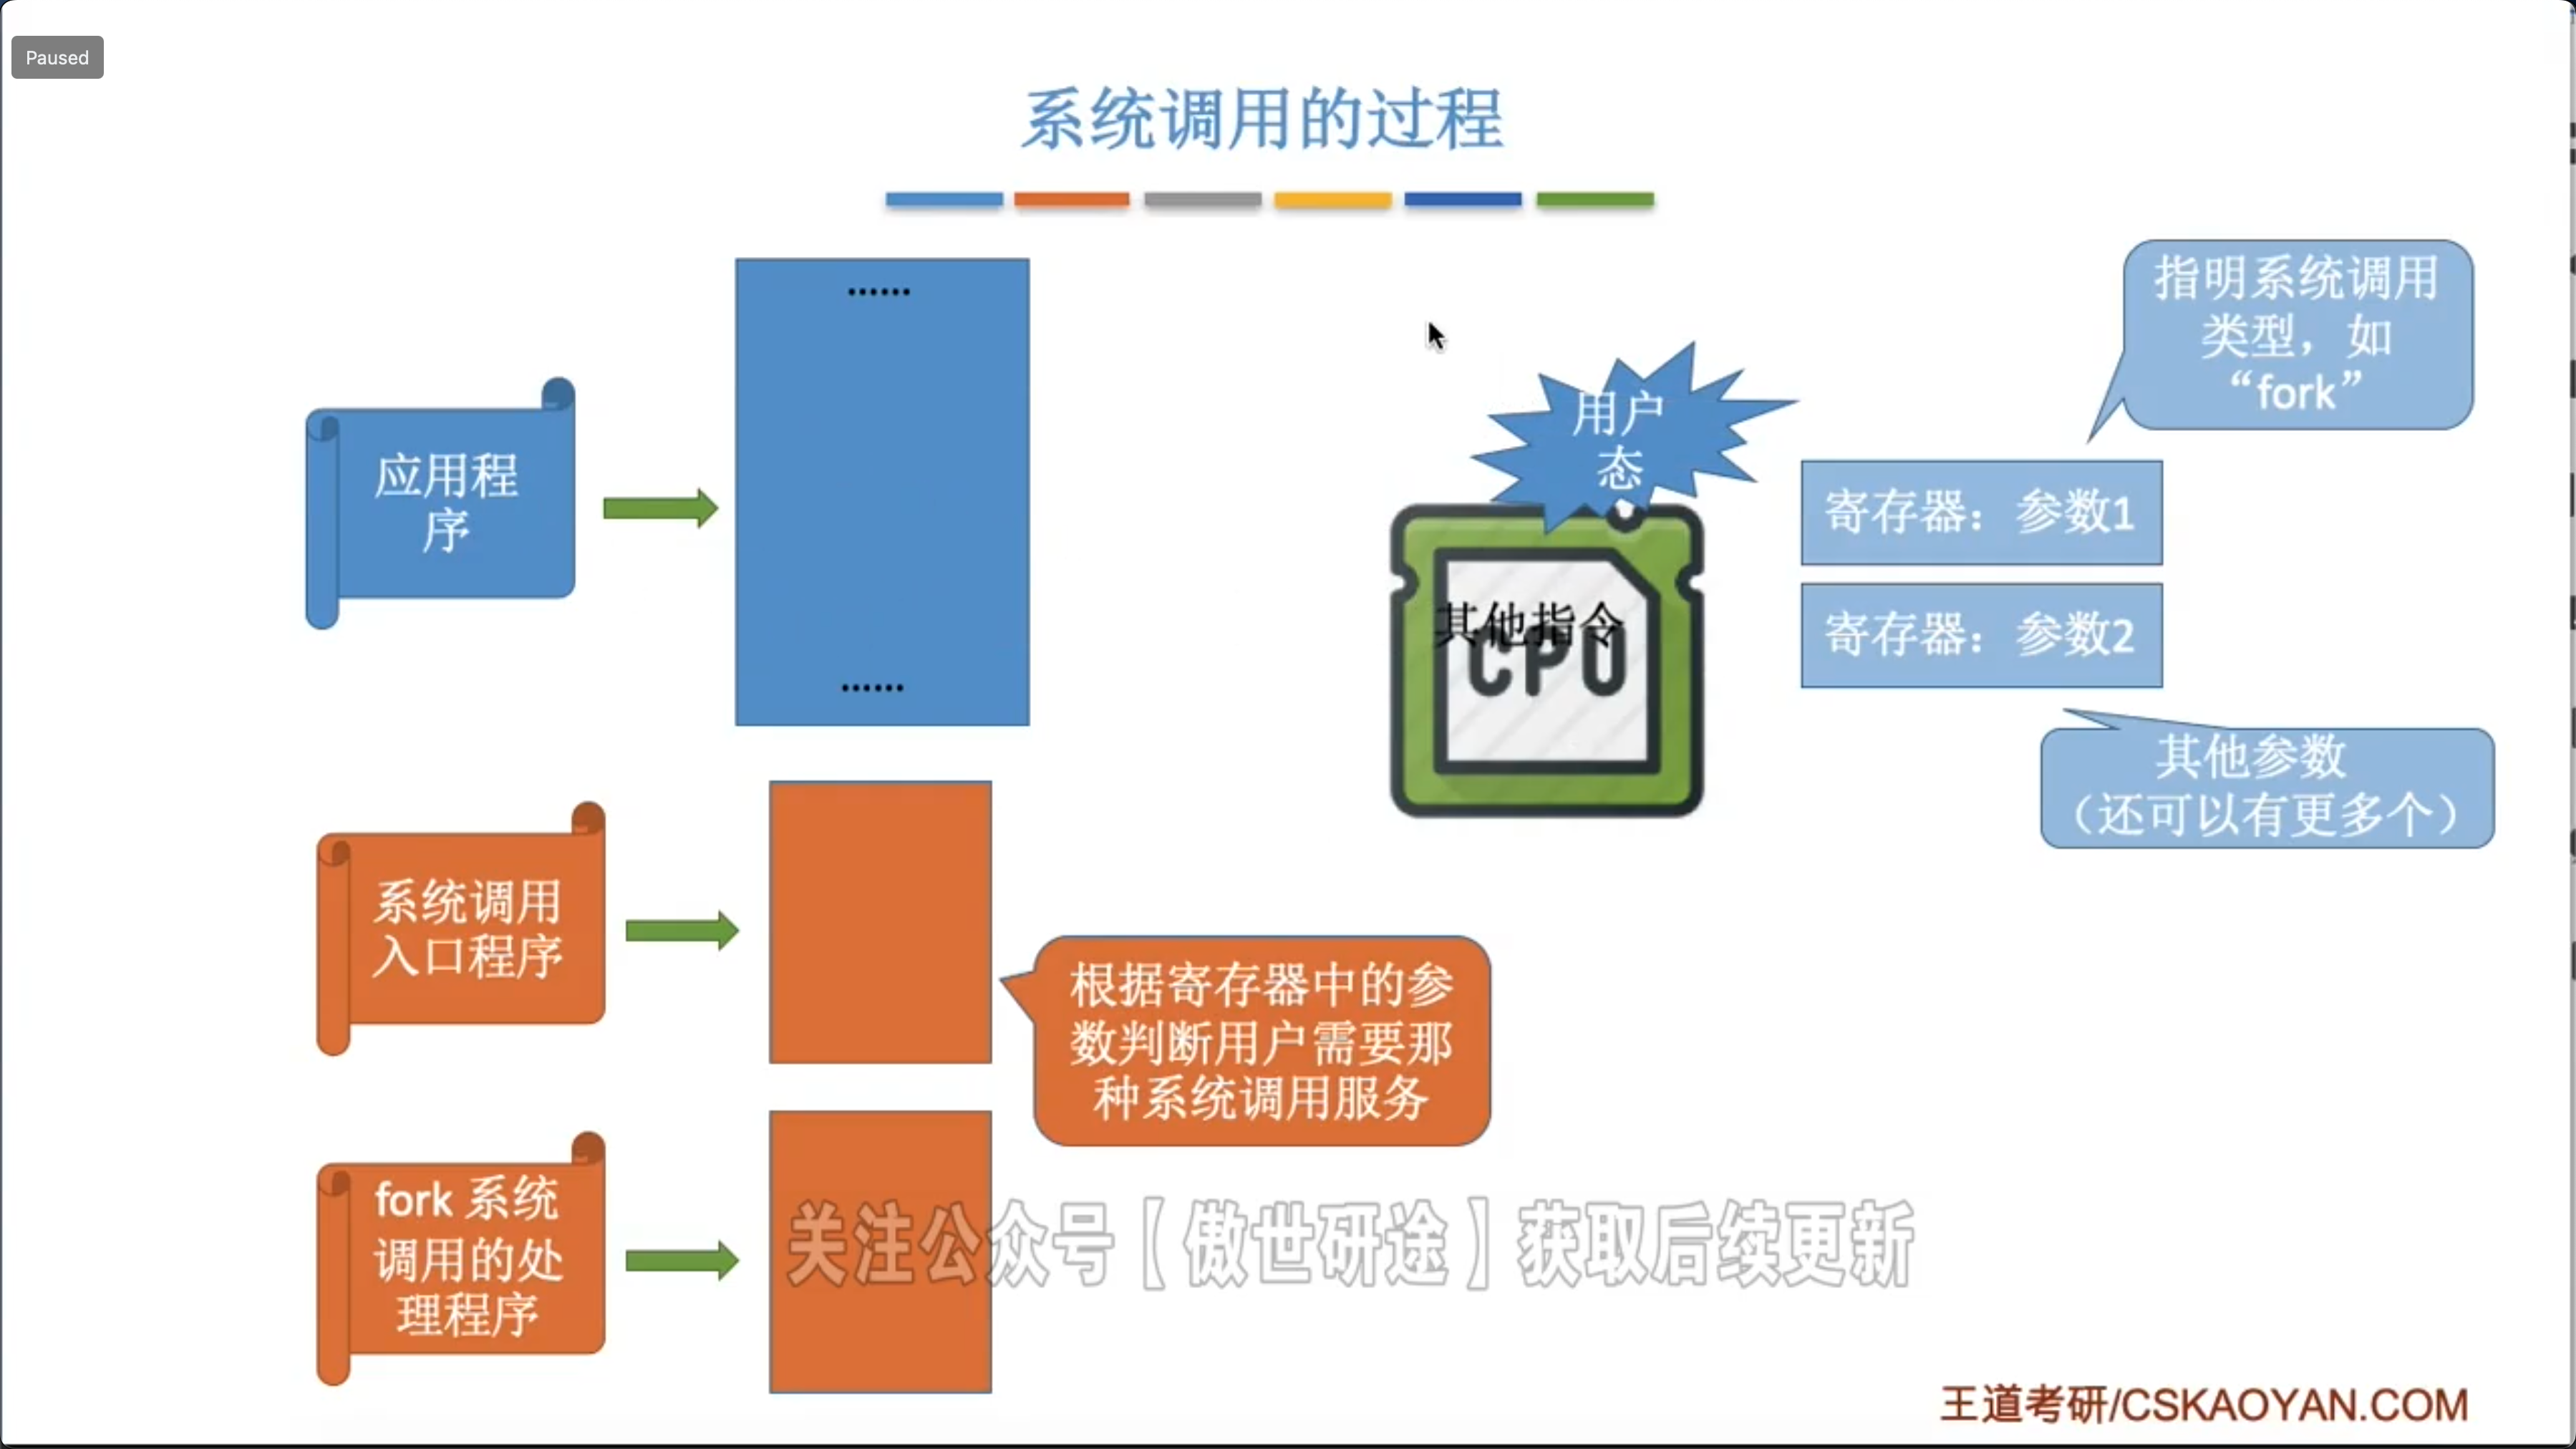 Paused
系统调用的过程
……
指明系统调用
类型，如
“fork”
用户
态
应用程
序
寄存器：参数1
其他指令
CPU
寄存器：参数2
……
其他参数
（还可以有更多个）
系统调用
入口程序
根据寄存器中的参
数判断用户需要那
种系统调用服务
fork 系统
调用的处
理程序
关注公众号【傲世研途】获取后续更新
王道考研/CSKAOYAN.COM